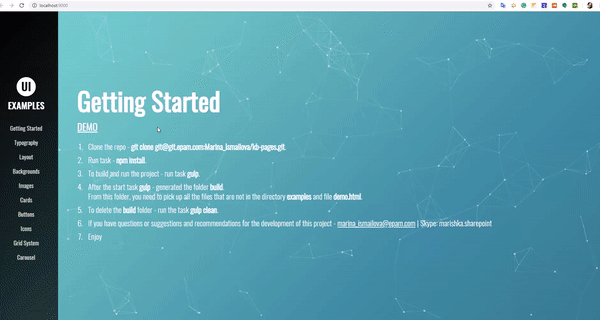 localhost:9000
UI
EXAMPLES
Getting Started
Typography
Layout
Backgrounds
Images
Cards
Buttons
Icons
Grid System
Carousel
Getting Started
DEMO
1. Clone the repo - git clone git@git.epam.com:Marina_Ismailova/kb-pages.git.
2. Run task - npm install.
3. To build and run the project - run task gulp.
4. After the start task gulp - generated the folder build.
From this folder, you need to pick up all the files that are not in the directory examples and file demo.html.
5. To delete the build folder - run the task gulp clean.
6. If you have questions or suggestions and recommendations for the development of this project - marina_ismailova@epam.com | Skype: marishka.sharepoint
7. Enjoy